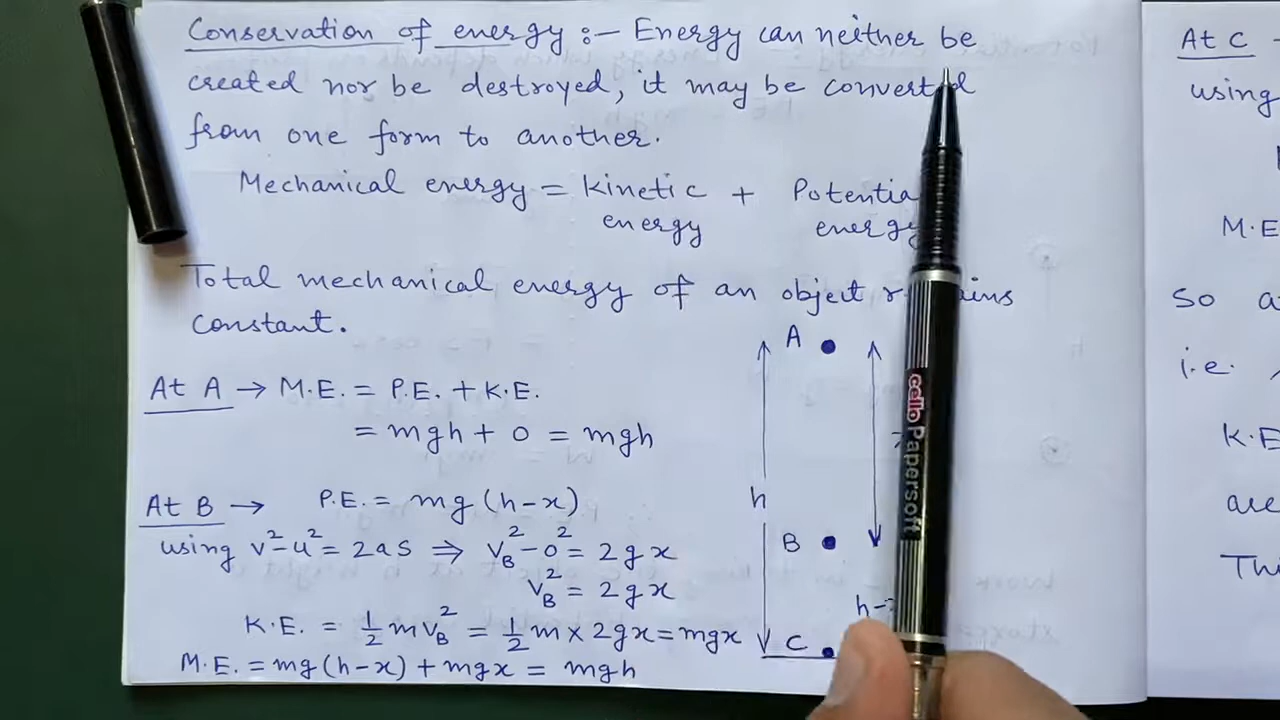 Conservation of energy :- Energy can neither be
created nor be destroyed, it may be converted
from one form to another.
Mechanical energy = Kinetic + Potential
energy energy
Total mechanical energy of an object remains
constant.
At A → M.E. = P.E. + K.E.
= mgh + 0 = mgh
At B → P.E. = mg (h-x)
using v²-u² = 2as ⇒ V_B² - 0² = 2gx
V_B² = 2gx
K.E. = ½ m V_B² = ½ m × 2gx = mgx
M.E. = mg (h-x) + mgx = mgh
A
h
B
h-
C
cello Papersoft
At C -
using
M.E
So
i.e.
K.E
are